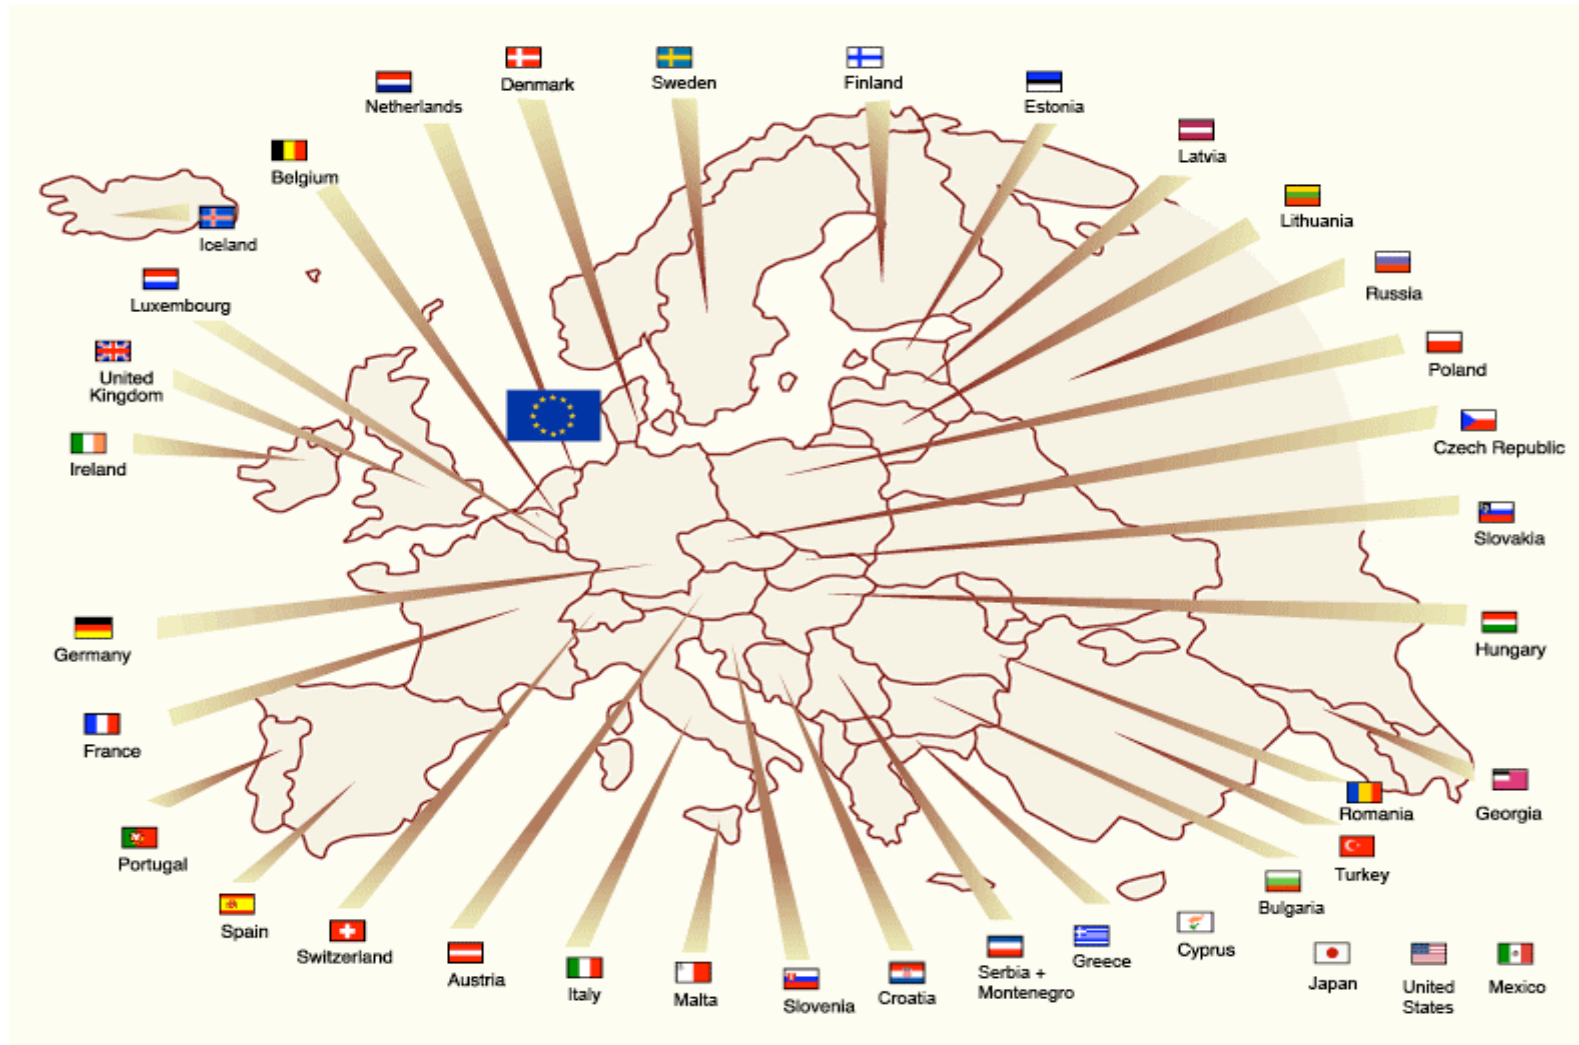 Denmark
Sweden
Finland
Netherlands
Estonia
Latvia
Belgium
Lithuania
Iceland
Russia
Luxembourg
Poland
United
Kingdom
Czech Republic
Ireland
Slovakia
Germany
Hungary
France
Romania
Georgia
Portugal
Turkey
Bulgaria
Spain
Switzerland
Austria
Italy
Malta
Slovenia
Croatia
Serbia +
Montenegro
Greece
Cyprus
Japan
United
States
Mexico